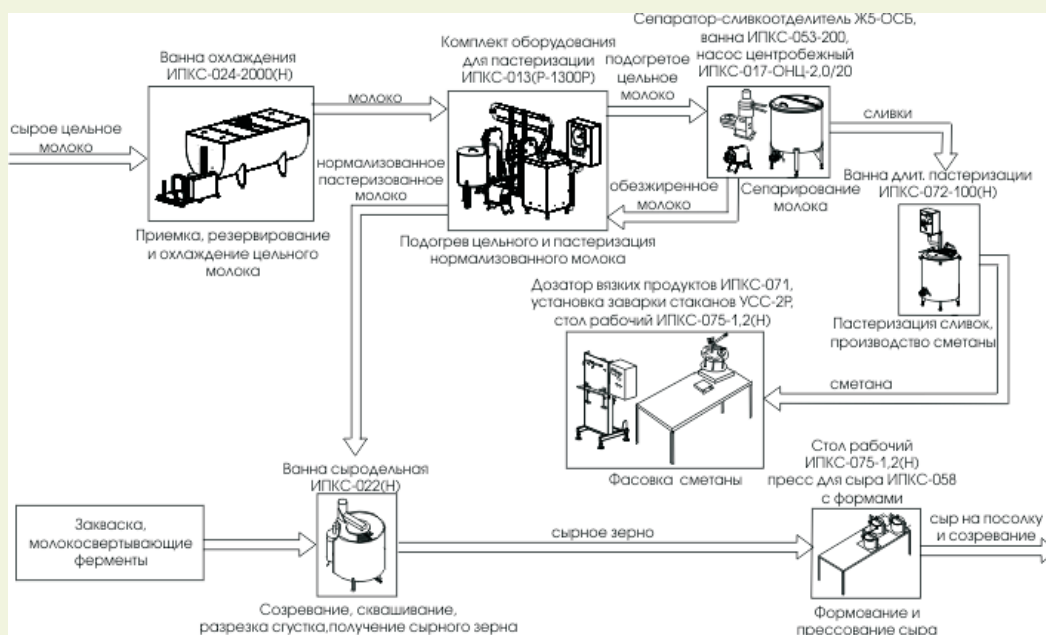 Сепаратор-сливкоотделитель Ж5-ОСБ,
ванна ИПКС-053-200,
насос центробежный
ИПКС-017-ОНЦ-2,0/20
Комплект оборудования
для пастеризации
ИПКС-013(Р-1300Р)
Ванна охлаждения
ИПКС-024-2000(Н)
сырое цельное
молоко
молоко
подогретое
цельное
молоко
сливки
нормализованное
пастеризованное
молоко
обезжиренное
молоко
Сепарирование
молока
Ванна длит. пастеризации
ИПКС-072-100(Н)
Приемка, резервирование
и охлаждение цельного
молока
Подогрев цельного и пастеризация
нормализованного молока
Дозатор вязких продуктов ИПКС-071,
установка заварки стаканов УСС-2Р,
стол рабочий ИПКС-075-1,2(Н)
Пастеризация сливок,
производство сметаны
сметана
Фасовка сметаны
Ванна сыродельная
ИПКС-022(Н)
Стол рабочий
ИПКС-075-1,2(Н)
пресс для сыра ИПКС-058
с формами
Закваска,
молокосвертывающие
ферменты
сырное зерно
сыр на посолку
и созревание
Созревание, сквашивание,
разрезка сгустка,получение сырного зерна
Формование и
прессование сыра